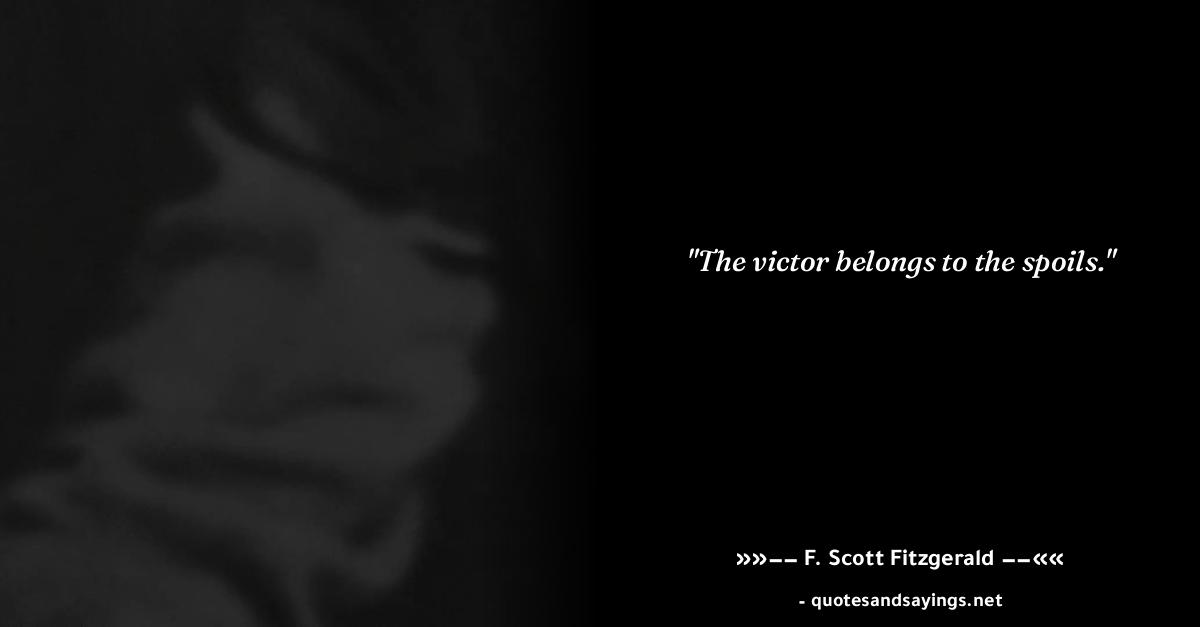 "The victor belongs to the spoils."
»»−− F. Scott Fitzgerald −−««
- quotesandsayings.net